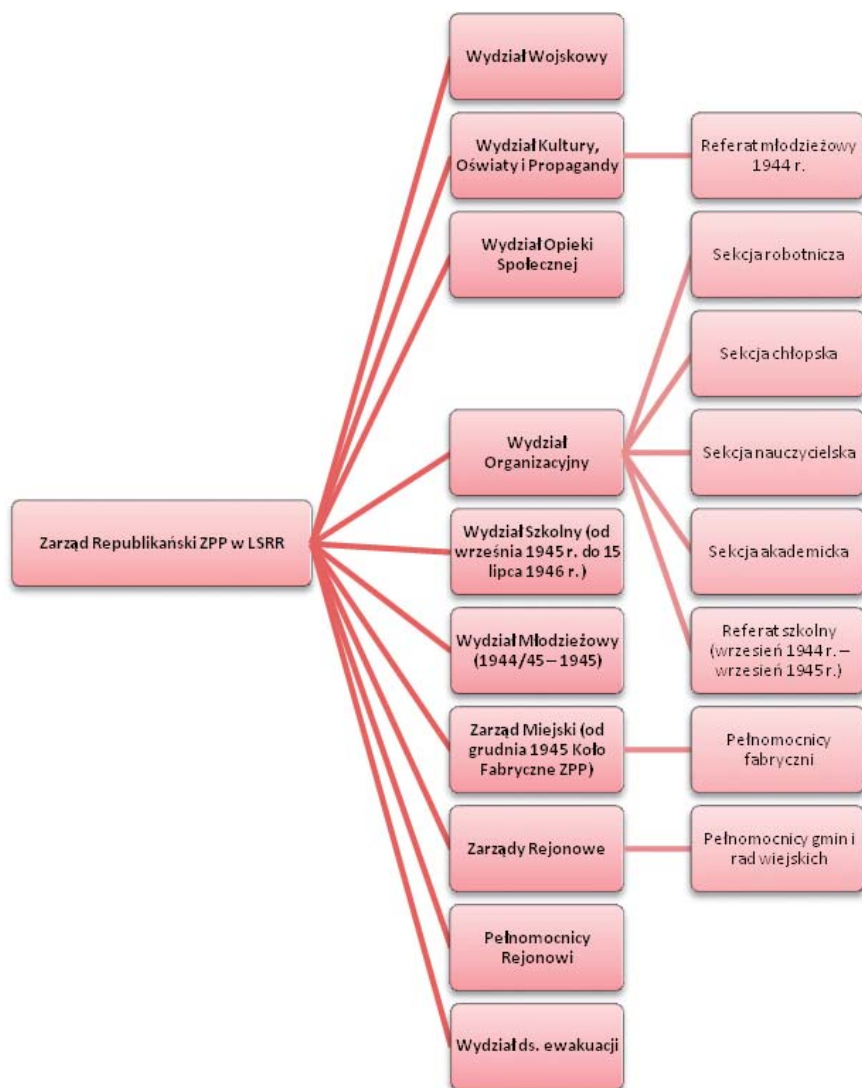 Wydział Wojskowy
Wydział Kultury,
Oświaty i Propagandy
Referat młodzieżowy
1944 r.
Wydział Opieki
Społecznej
Sekcja robotnicza
Sekcja chłopska
Wydział
Organizacyjny
Sekcja nauczycielska
Zarząd Republikański ZPP w LSRR
Wydział Szkolny (od
września 1945 r. do 15
lipca 1946 r.)
Sekcja akademicka
Wydział Młodzieżowy
(1944/45 – 1945)
Referat szkolny
(wrzesień 1944 r. –
wrzesień 1945 r.)
Zarząd Miejski (od
grudnia 1945 Koło
Fabryczne ZPP)
Pełnomocnicy
fabryczni
Zarządy Rejonowe
Pełnomocnicy gmin i
rad wiejskich
Pełnomocnicy
Rejonowi
Wydział ds. ewakuacji